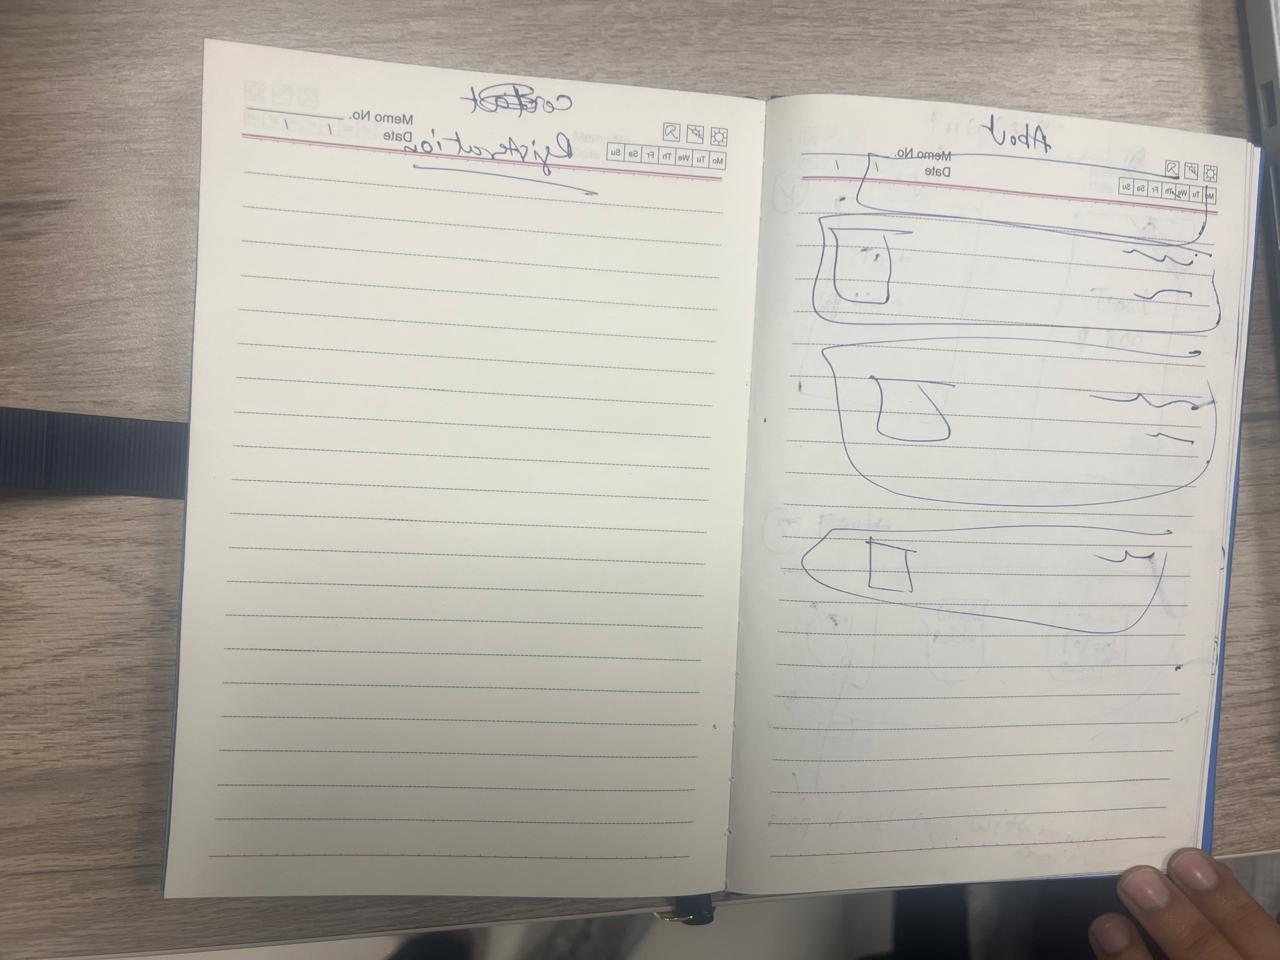 Contact
Memo No.
Registeration
Date / /
Mo Tu We Th Fr Sa Su
About
Memo No.
Date / /
Mo Tu We Th Fr Sa Su